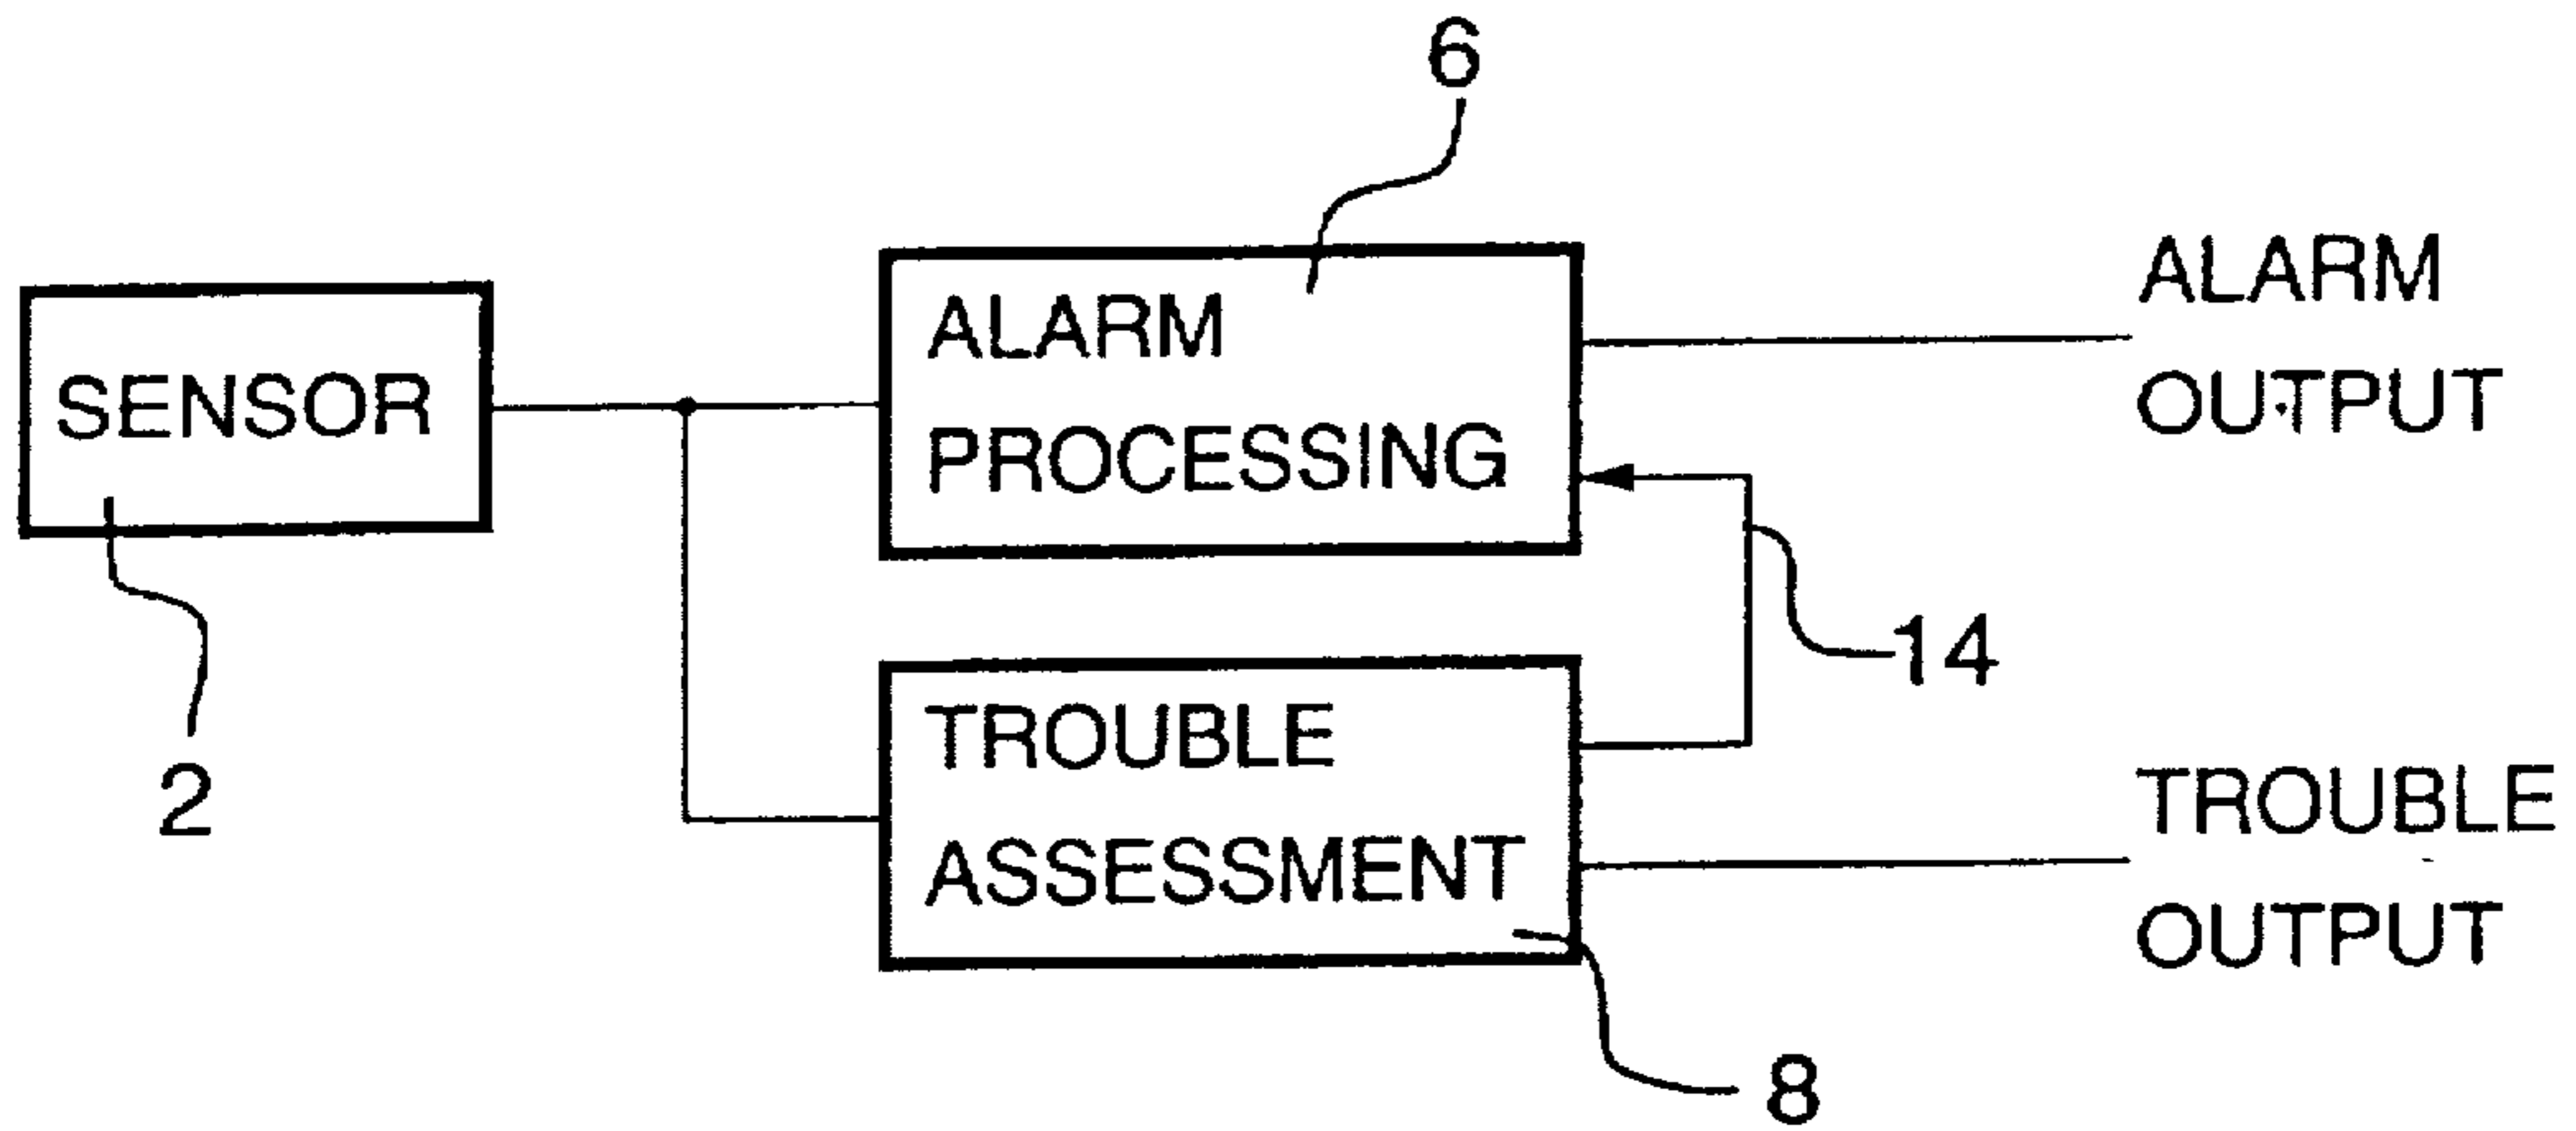 6
SENSOR
2
ALARM
PROCESSING
ALARM
OUTPUT
14
TROUBLE
ASSESSMENT
8
TROUBLE
OUTPUT